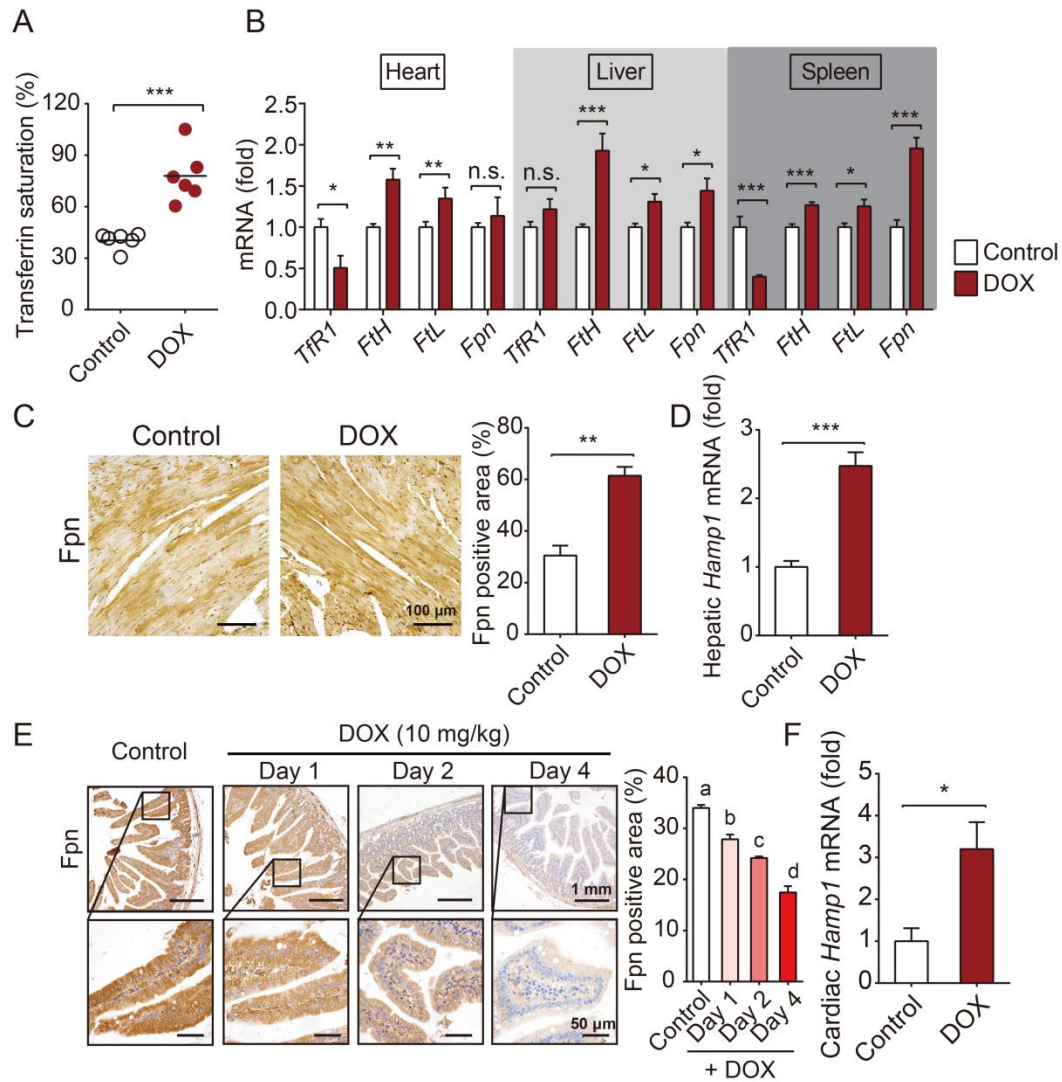 A
Transferrin saturation (%)
120
90
60
30
0
***
Control
DOX
B
Heart
Liver
Spleen
mRNA (fold)
2.5
2.0
1.5
1.0
0.5
0.0
*
**
**
n.s.
n.s.
***
*
*
***
***
*
***
TfR1
FtH
FtL
Fpn
TfR1
FtH
FtL
Fpn
TfR1
FtH
FtL
Fpn
Control
DOX
C
Control
DOX
Fpn
100 µm
Fpn positive area (%)
80
60
40
20
0
**
Control
DOX
D
Hepatic Hamp1 mRNA (fold)
3
2
1
0
***
Control
DOX
E
Control
DOX (10 mg/kg)
Day 1
Day 2
Day 4
Fpn
1 mm
50 µm
Fpn positive area (%)
40
30
20
10
0
a
b
c
d
Control
Day 1
Day 2
Day 4
+ DOX
F
Cardiac Hamp1 mRNA (fold)
5
4
3
2
1
0
*
Control
DOX